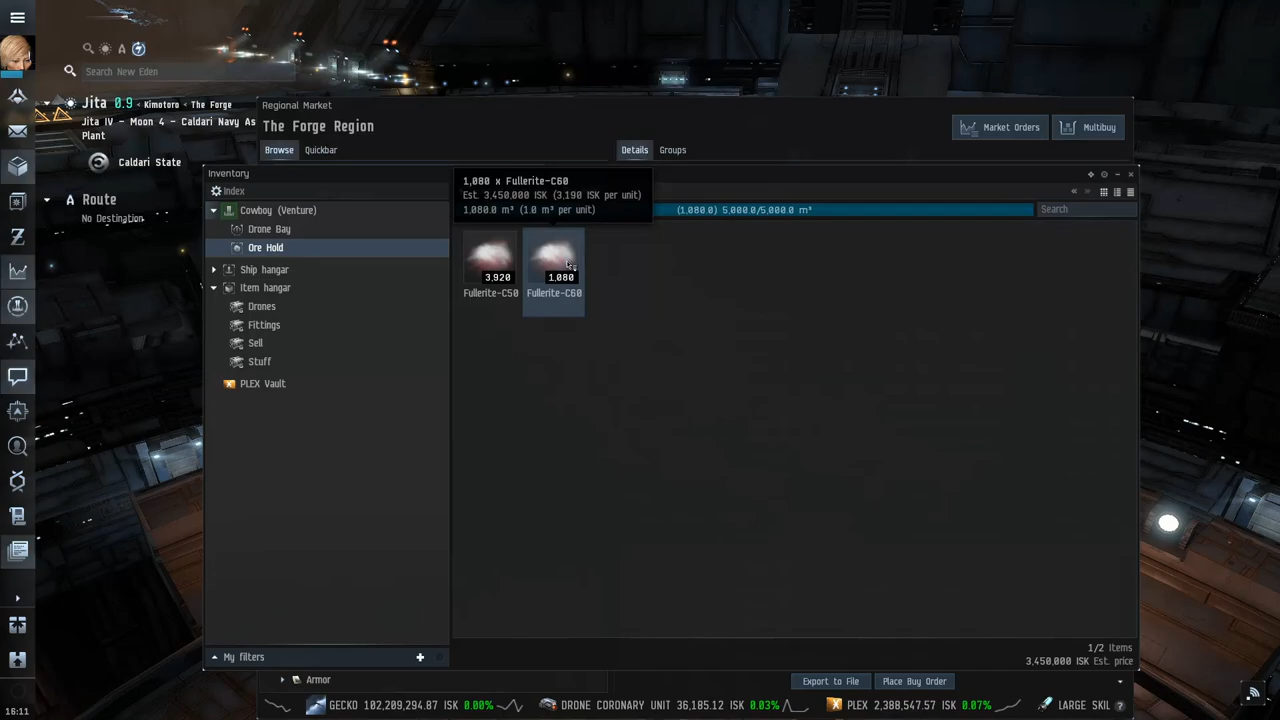 Search New Eden
Jita 0.9 < Kimotoro < The Forge
Jita IV - Moon 4 - Caldari Navy As
Plant
Caldari State
Route
No Destination
Regional Market
The Forge Region
Market Orders
Multibuy
Browse
Quickbar
Details
Groups
Inventory
Index
1,080 x Fullerite-C60
Est. 3,450,000 ISK (3,190 ISK per unit)
1,080.0 m³ (1.0 m³ per unit)
(1,080.0) 5,000.0/5,000.0 m³
Search
Cowboy (Venture)
Drone Bay
Ore Hold
Ship hangar
Item hangar
Drones
Fittings
Sell
Stuff
PLEX Vault
3,920
Fullerite-C50
1,080
Fullerite-C60
My filters
1/2 Items
3,450,000 ISK Est. price
Armor
Export to File
Place Buy Order
GECKO 102,209,294.87 ISK 0.00%
DRONE CORONARY UNIT 36,185.12 ISK 0.03%
PLEX 2,388,547.57 ISK 0.07%
LARGE SKIL
16:11